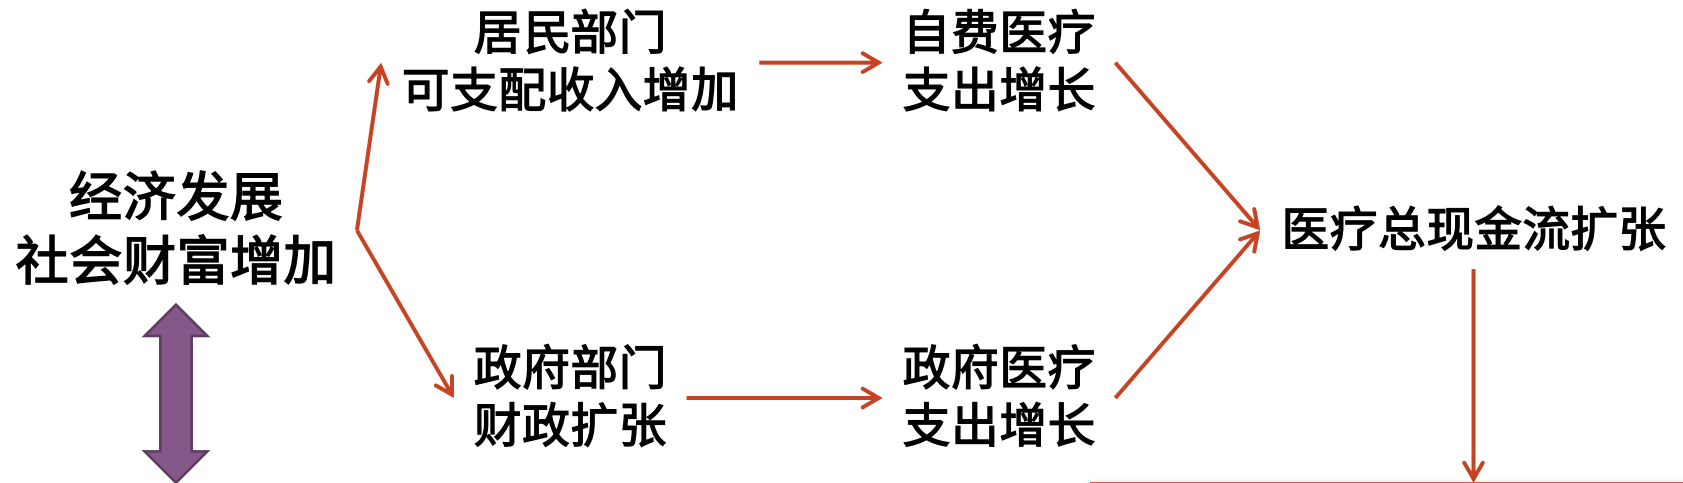 居民部门
可支配收入增加
自费医疗
支出增长
经济发展
社会财富增加
医疗总现金流扩张
政府部门
财政扩张
政府医疗
支出增长